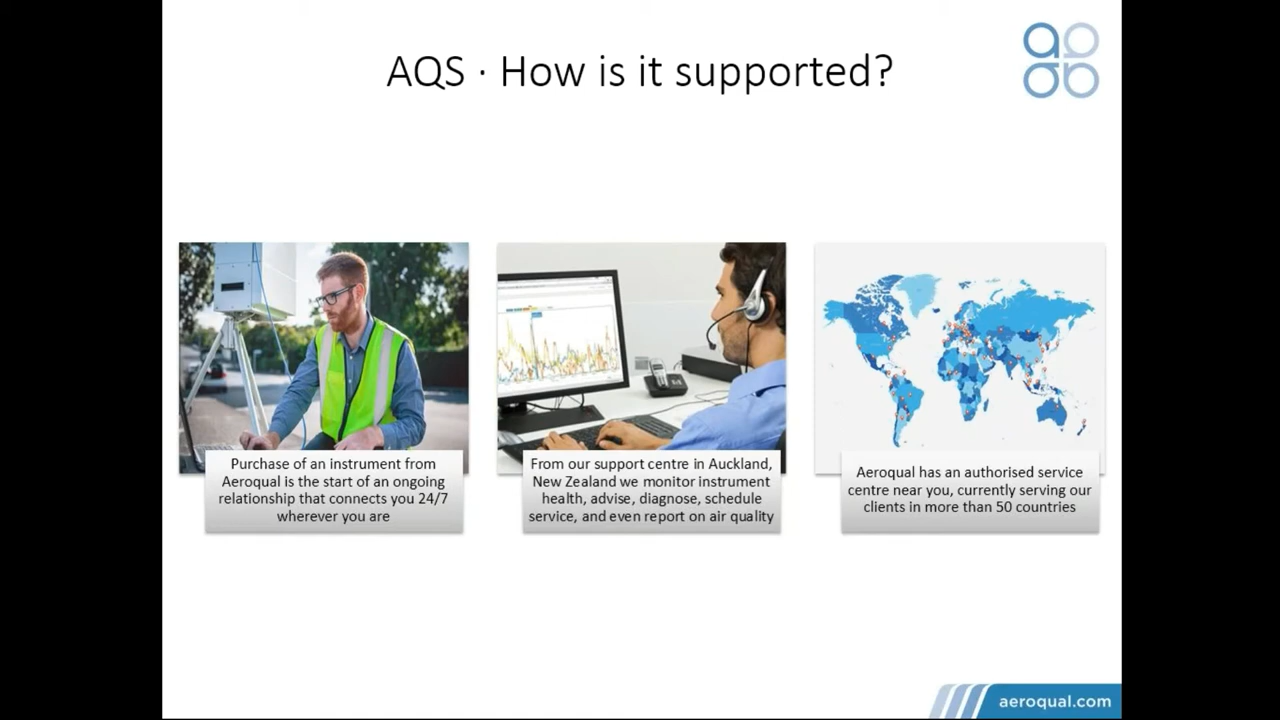 AQS · How is it supported?
Purchase of an instrument from
Aeroqual is the start of an ongoing
relationship that connects you 24/7
wherever you are
From our support centre in Auckland,
New Zealand we monitor instrument
health, advise, diagnose, schedule
service, and even report on air quality
Aeroqual has an authorised service
centre near you, currently serving our
clients in more than 50 countries
aeroqual.com